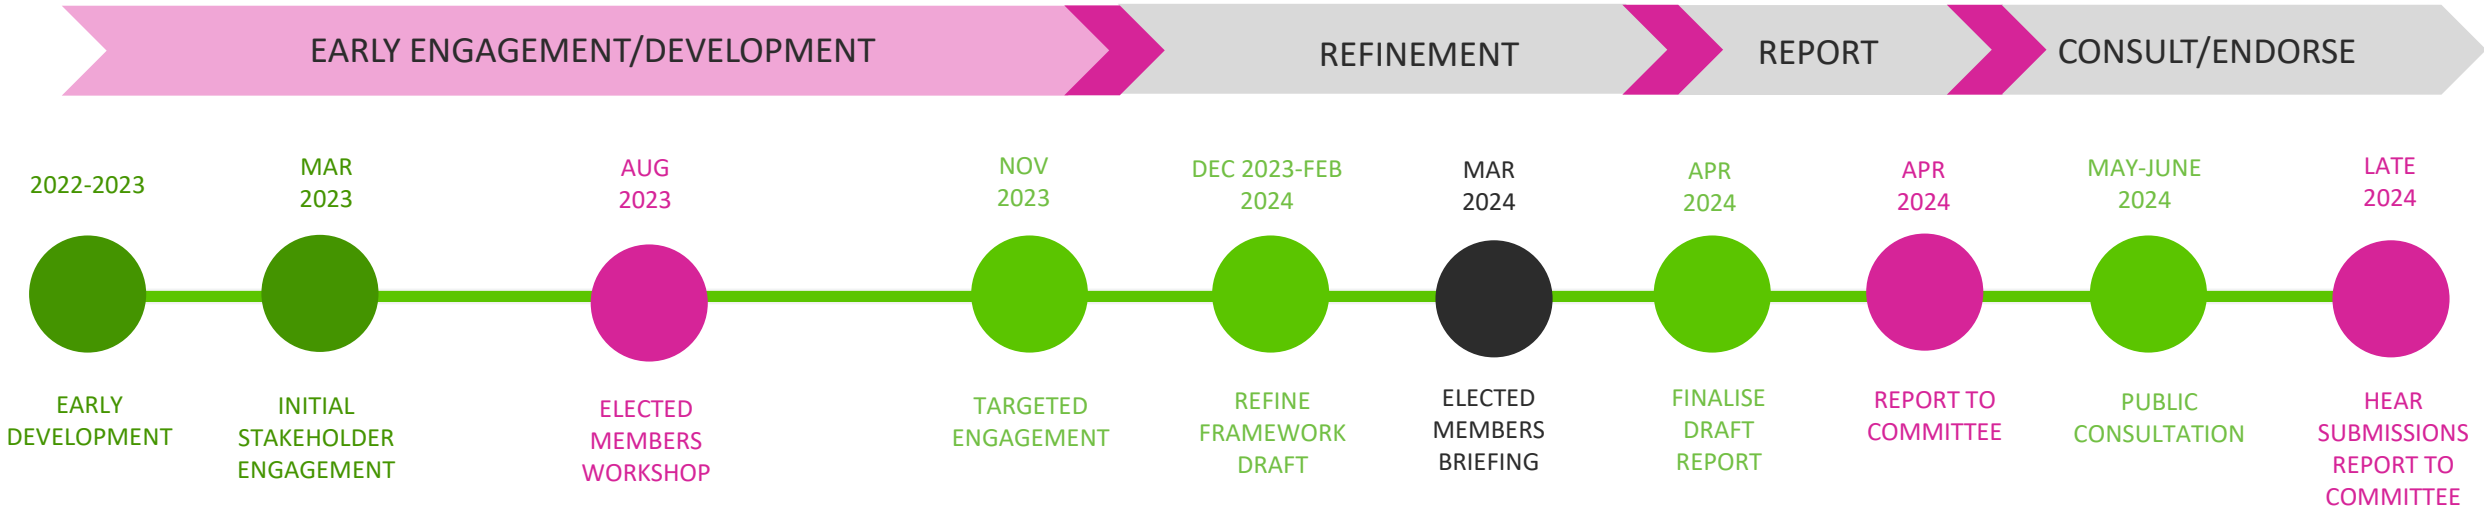 EARLY ENGAGEMENT/DEVELOPMENT
REFINEMENT
REPORT
CONSULT/ENDORSE
2022-2023
EARLY
DEVELOPMENT
MAR
2023
INITIAL
STAKEHOLDER
ENGAGEMENT
AUG
2023
ELECTED
MEMBERS
WORKSHOP
NOV
2023
TARGETED
ENGAGEMENT
DEC 2023-FEB
2024
REFINE
FRAMEWORK
DRAFT
MAR
2024
ELECTED
MEMBERS
BRIEFING
APR
2024
FINALISE
DRAFT
REPORT
APR
2024
REPORT TO
COMMITTEE
MAY-JUNE
2024
PUBLIC
CONSULTATION
LATE
2024
HEAR
SUBMISSIONS
REPORT TO
COMMITTEE